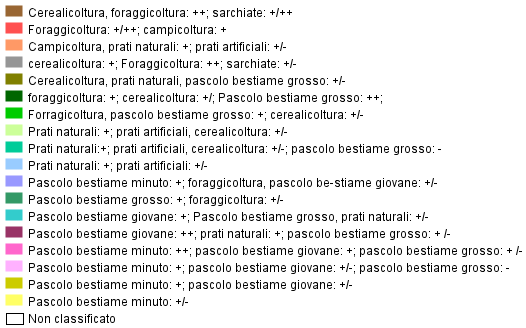 Cerealicoltura, foraggicoltura: ++; sarchiate: +/++
Foraggicoltura: +/++; campicoltura: +
Campicoltura, prati naturali: +; prati artificiali: +/-
cerealicoltura: +; Foraggicoltura: ++; sarchiate: +/-
Cerealicoltura, prati naturali, pascolo bestiame grosso: +/-
foraggicoltura: +; cerealicoltura: +/; Pascolo bestiame grosso: ++;
Forragicoltura, pascolo bestiame grosso: +; cerealicoltura: +/-
Prati naturali: +; prati artificiali, cerealicoltura: +/-
Prati naturali:+; prati artificiali, cerealicoltura: +/-; pascolo bestiame grosso: -
Prati naturali: +; prati artificiali: +/-
Pascolo bestiame minuto: +; foraggicoltura, pascolo be-stiame giovane: +/-
Pascolo bestiame grosso: +; foraggicoltura: +/-
Pascolo bestiame giovane: +; Pascolo bestiame grosso, prati naturali: +/-
Pascolo bestiame giovane: ++; prati naturali: +; pascolo bestiame grosso: + /-
Pascolo bestiame minuto: ++; pascolo bestiame giovane: +; pascolo bestiame grosso: + /-
Pascolo bestiame minuto: +; pascolo bestiame giovane: +/-; pascolo bestiame grosso: -
Pascolo bestiame minuto: +; pascolo bestiame giovane: +/-
Pascolo bestiame minuto: +/-
Non classificato